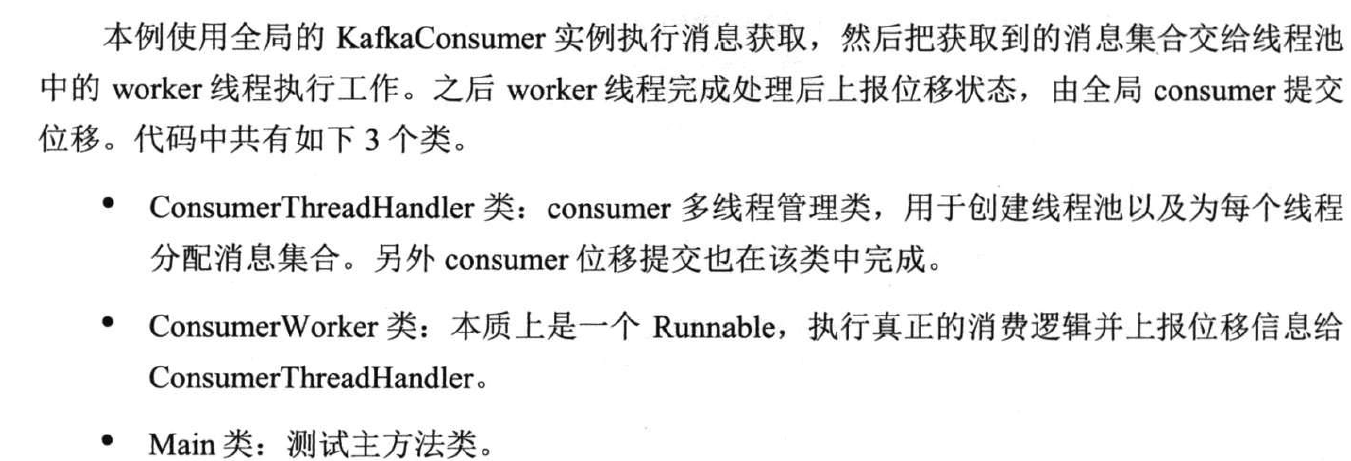 本例使用全局的 KafkaConsumer 实例执行消息获取，然后把获取到的消息集合交给线程池
中的 worker 线程执行工作。之后 worker 线程完成处理后上报位移状态，由全局 consumer 提交
位移。代码中共有如下 3 个类。
• ConsumerThreadHandler 类：consumer 多线程管理类，用于创建线程池以及为每个线程
分配消息集合。另外 consumer 位移提交也在该类中完成。
• ConsumerWorker 类：本质上是一个 Runnable，执行真正的消费逻辑并上报位移信息给
ConsumerThreadHandler。
• Main 类：测试主方法类。